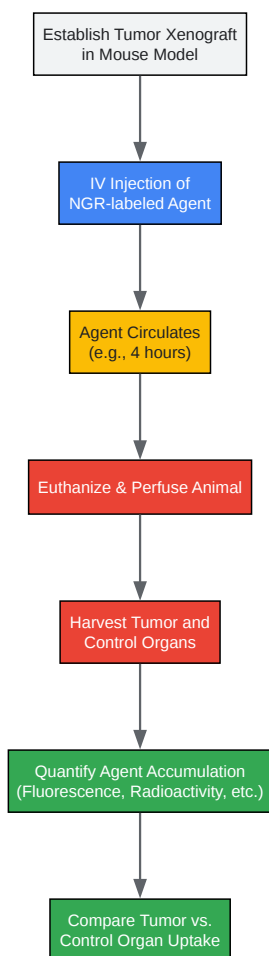 Establish Tumor Xenograft
in Mouse Model
IV Injection of
NGR-labeled Agent
Agent Circulates
(e.g., 4 hours)
Euthanize & Perfuse Animal
Harvest Tumor and
Control Organs
Quantify Agent Accumulation
(Fluorescence, Radioactivity, etc.)
Compare Tumor vs.
Control Organ Uptake